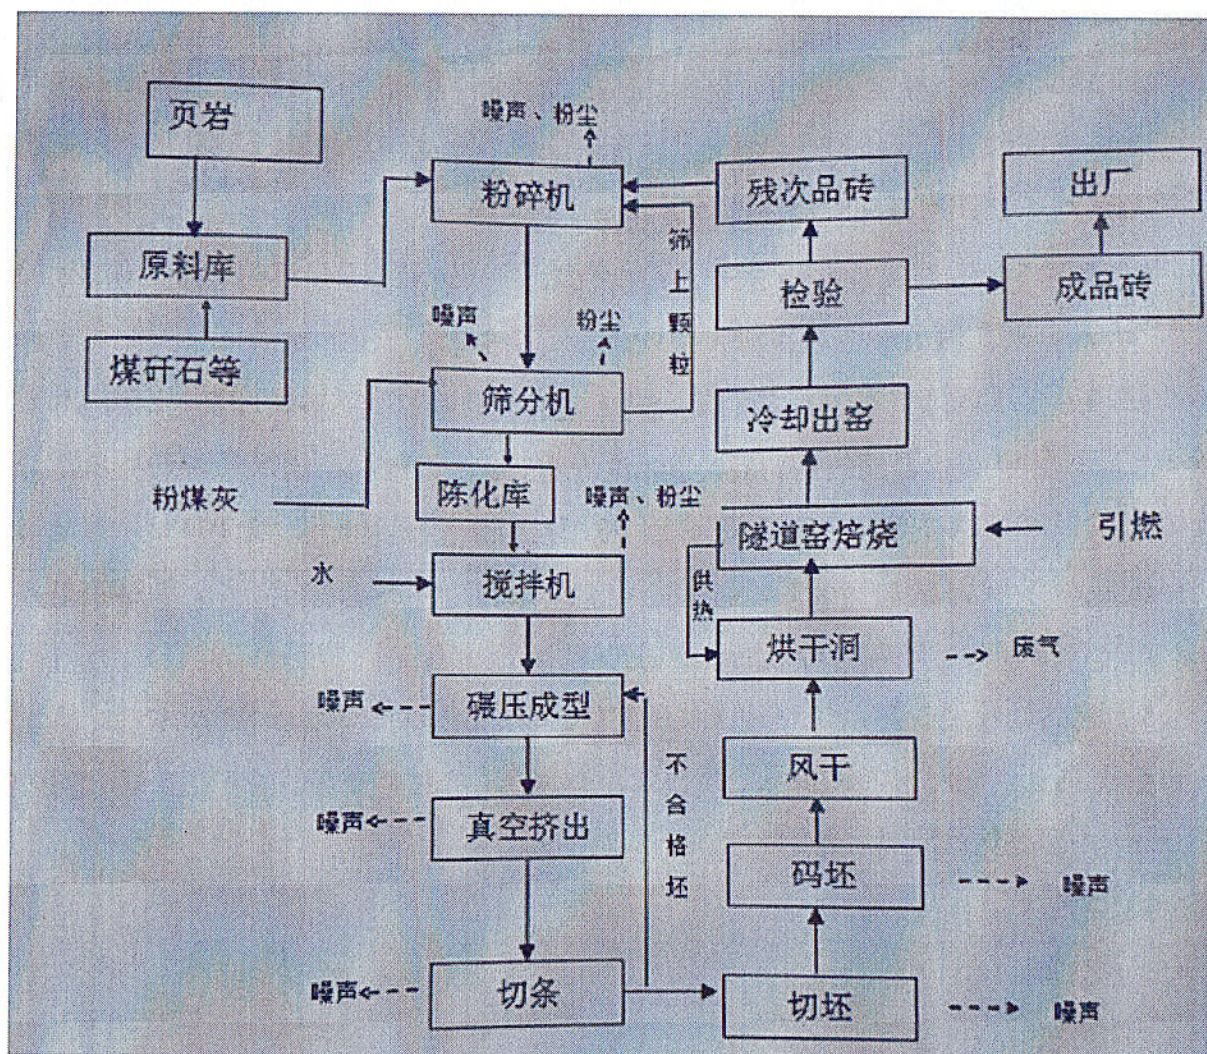 页岩
噪声、粉尘
粉碎机
残次品砖
出厂
原料库
筛上颗粒
检验
成品砖
噪声
粉尘
煤矸石等
筛分机
冷却出窑
粉煤灰
陈化库
噪声、粉尘
隧道窑焙烧
引燃
水
搅拌机
供热
烘干洞
废气
噪声
碾压成型
不合格坯
风干
噪声
真空挤出
码坯
噪声
噪声
切条
切坯
噪声